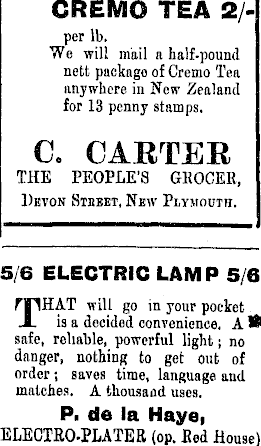 CREMO TEA 2/-
per lb.
We will mail a half-pound
nett package of Cremo Tea
anywhere in New Zealand
for 13 penny stamps.
C. CARTER
THE PEOPLE'S GROCER,
DEVON STREET, NEW PLYMOUTH.
5/6 ELECTRIC LAMP 5/6
THAT will go in your pocket
is a decided convenience. A
safe, reliable, powerful light; no
danger, nothing to get out of
order; saves time, language and
matches. A thousand uses.
P. de la Haye,
ELECTRO-PLATER (op. Red House)